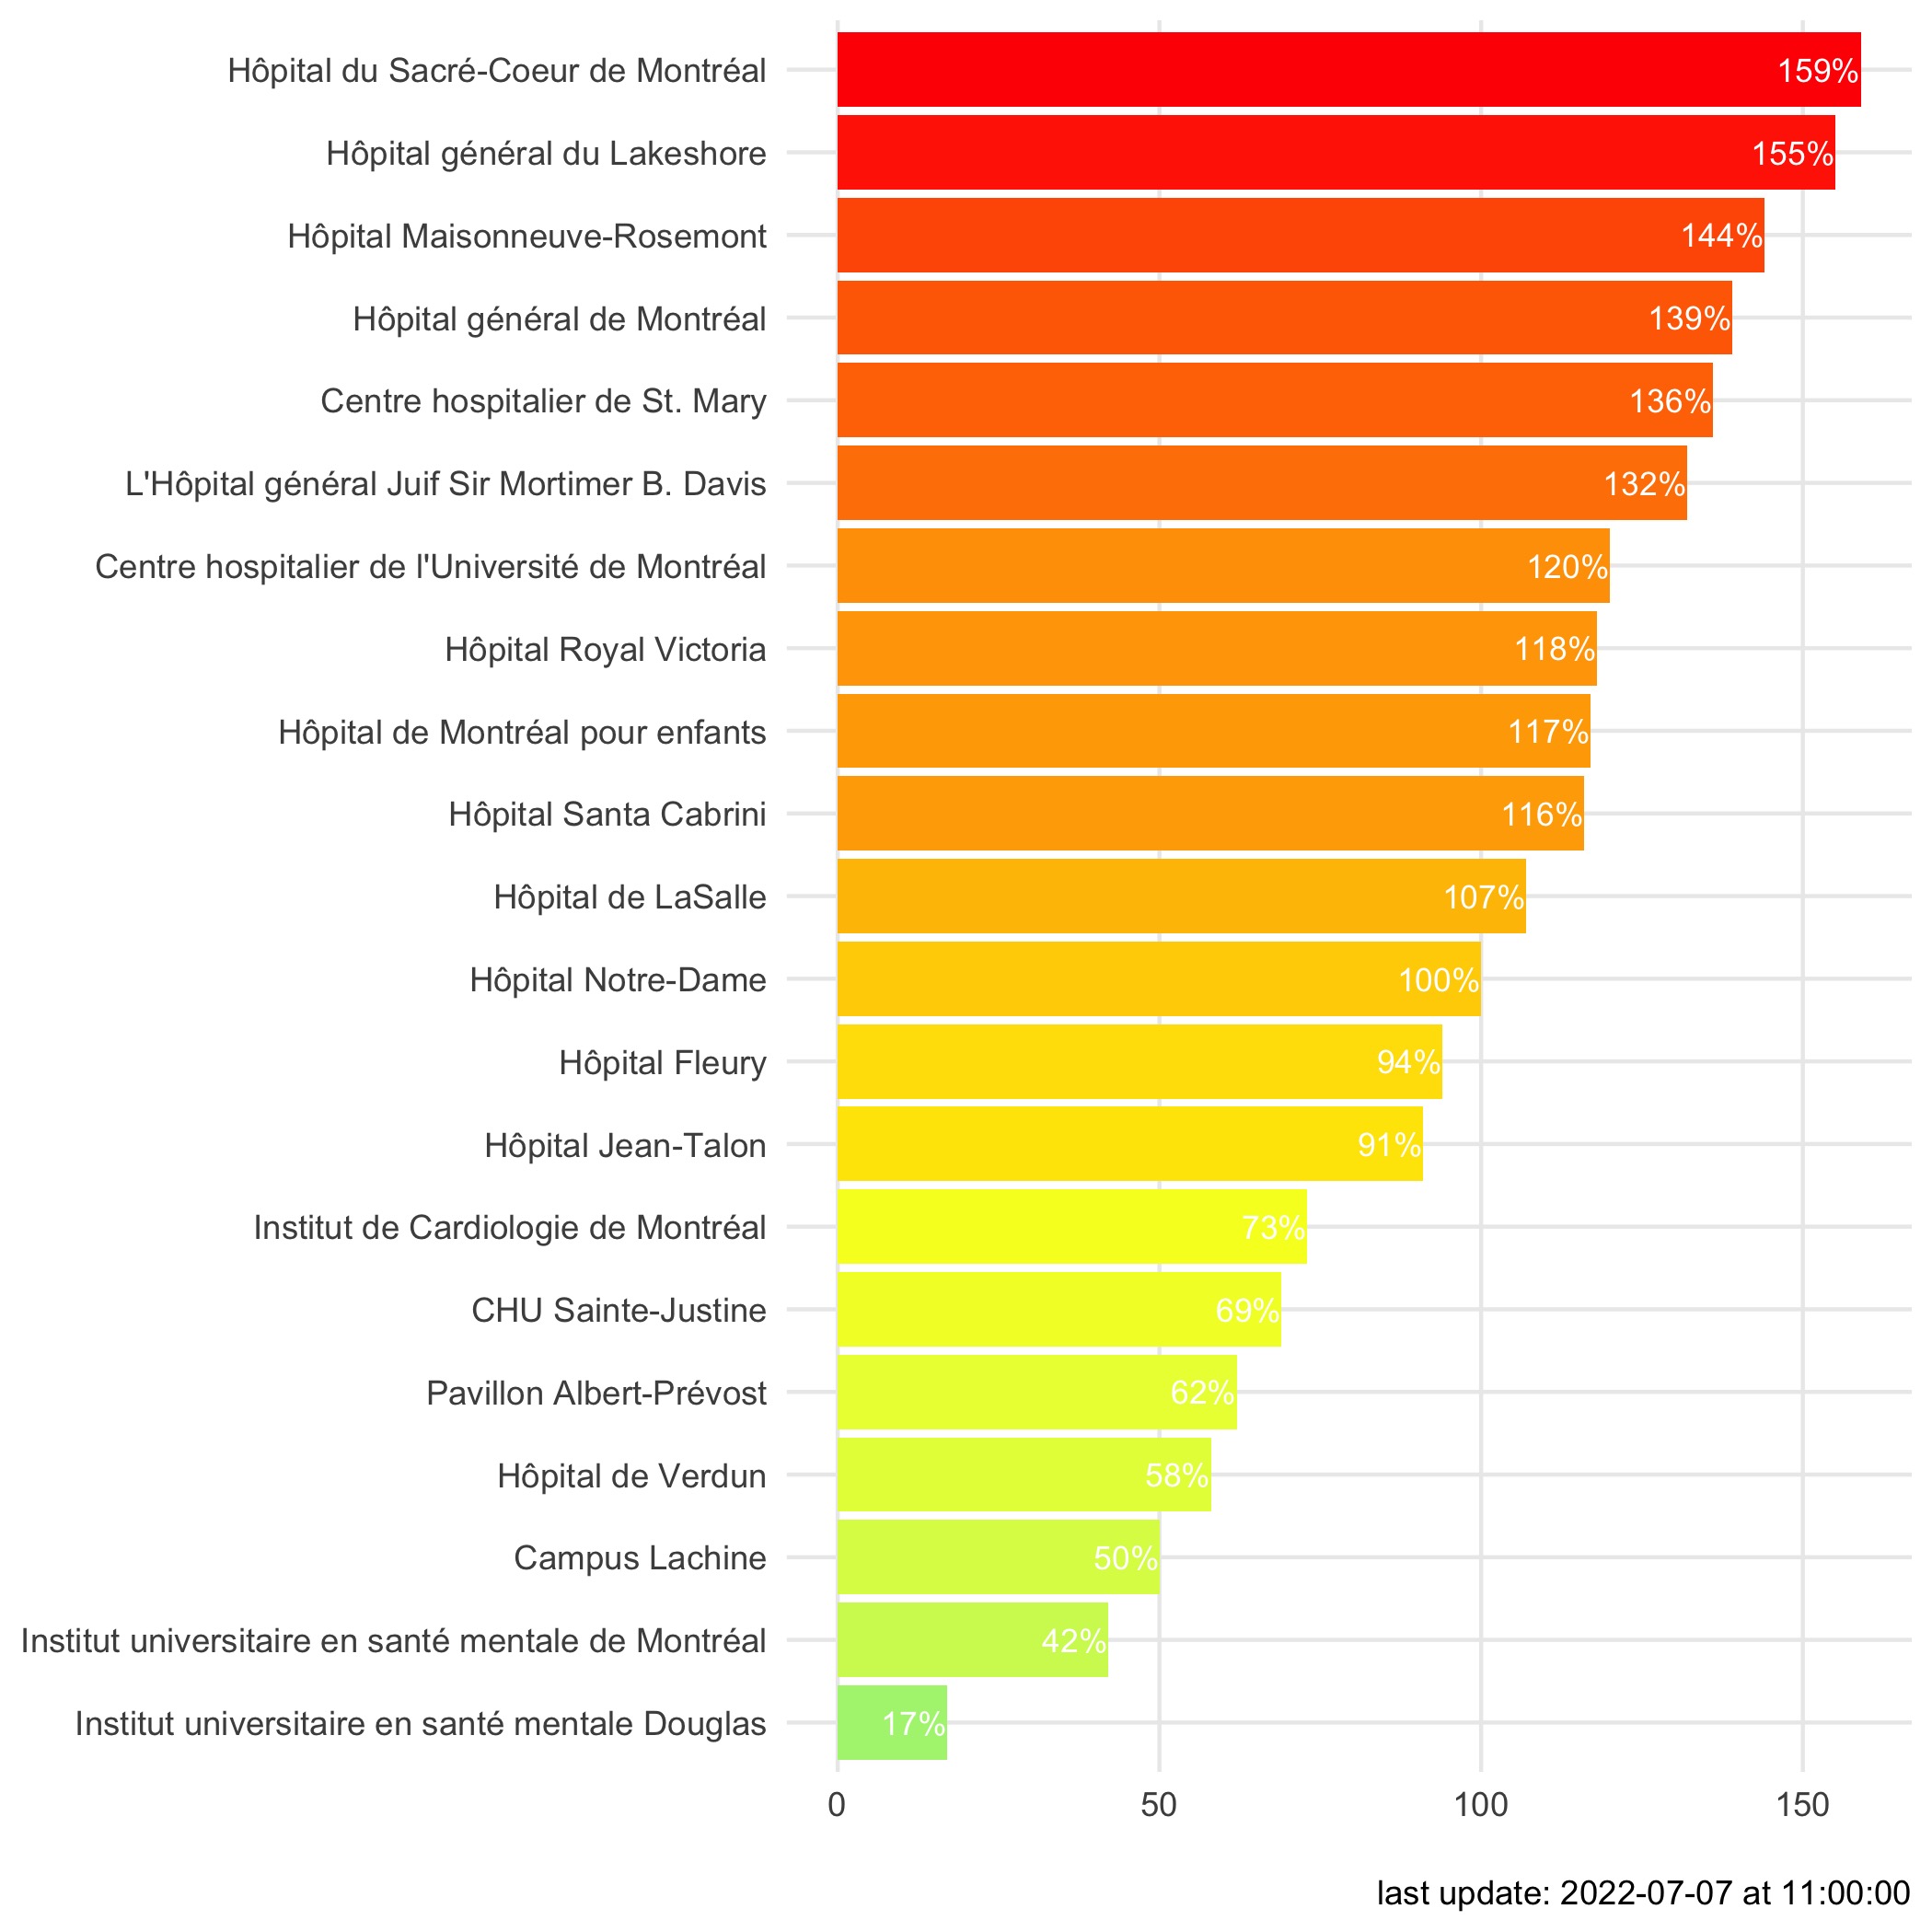 Hôpital du Sacré-Coeur de Montréal 159%
Hôpital général du Lakeshore 155%
Hôpital Maisonneuve-Rosemont 144%
Hôpital général de Montréal 139%
Centre hospitalier de St. Mary 136%
L'Hôpital général Juif Sir Mortimer B. Davis 132%
Centre hospitalier de l'Université de Montréal 120%
Hôpital Royal Victoria 118%
Hôpital de Montréal pour enfants 117%
Hôpital Santa Cabrini 116%
Hôpital de LaSalle 107%
Hôpital Notre-Dame 100%
Hôpital Fleury 94%
Hôpital Jean-Talon 91%
Institut de Cardiologie de Montréal 73%
CHU Sainte-Justine 69%
Pavillon Albert-Prévost 62%
Hôpital de Verdun 58%
Campus Lachine 50%
Institut universitaire en santé mentale de Montréal 42%
Institut universitaire en santé mentale Douglas 17%
0 50 100 150
last update: 2022-07-07 at 11:00:00